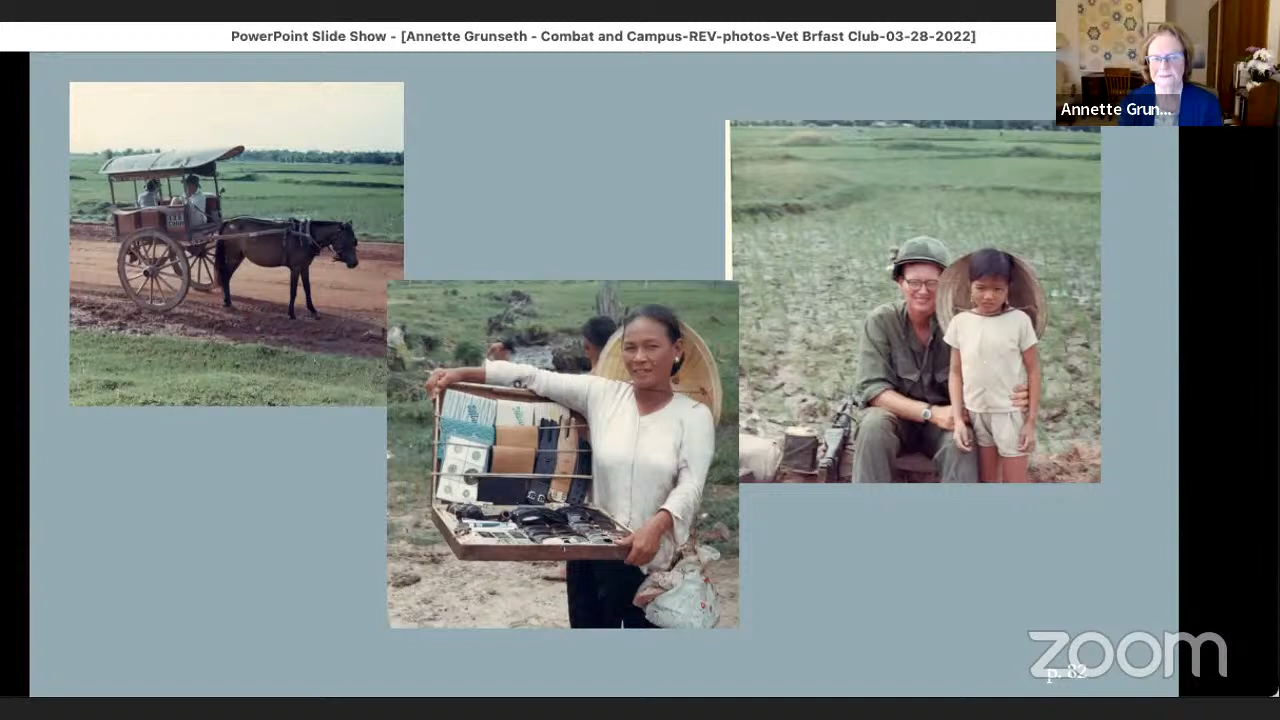 PowerPoint Slide Show - [Annette Grunseth - Combat and Campus-REV-photos-Vet Brfast Club-03-28-2022]
Annette Grun...
zoom
p. 82